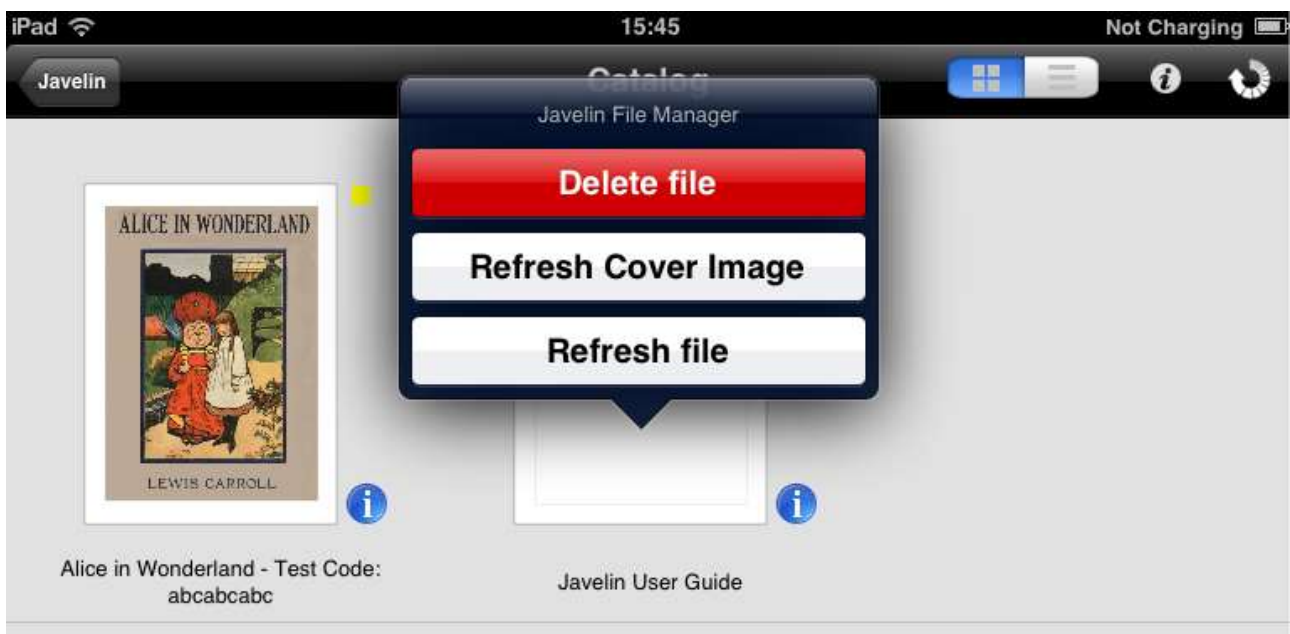 iPad 15:45 Not Charging
Javelin Catalog
Javelin File Manager
Delete file
Refresh Cover Image
Refresh file
ALICE IN WONDERLAND
LEWIS CARROLL
i
i
Alice in Wonderland - Test Code:
abcabcabc
Javelin User Guide